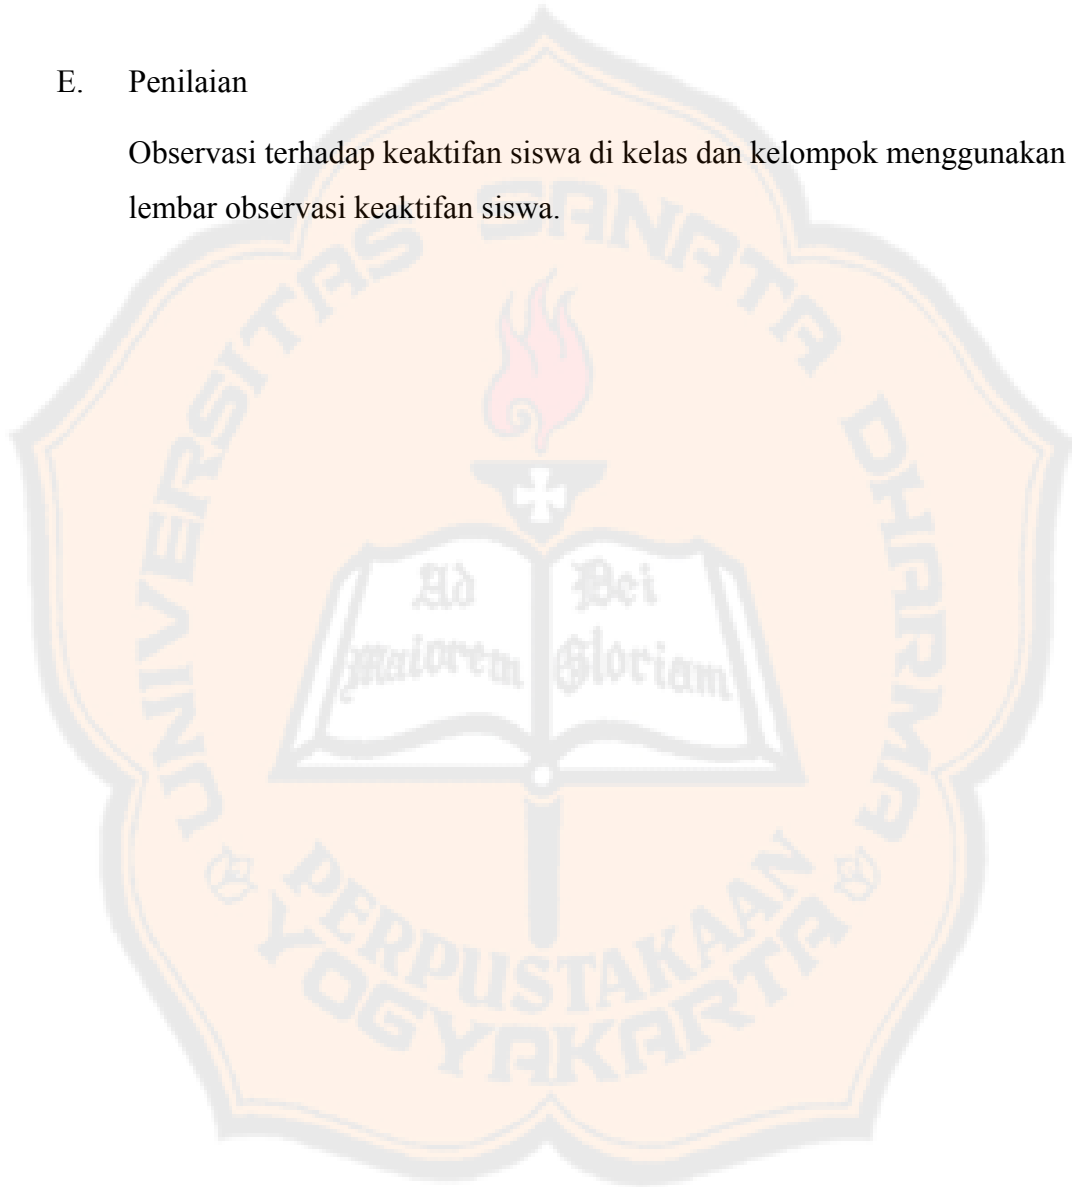 E. Penilaian
Observasi terhadap keaktifan siswa di kelas dan kelompok menggunakan
lembar observasi keaktifan siswa.
UNIVERSITAS SANATA DHARMA
Ad Dei
Maiorem Gloriam
PERPUSTAKAAN
YOGYAKARTA